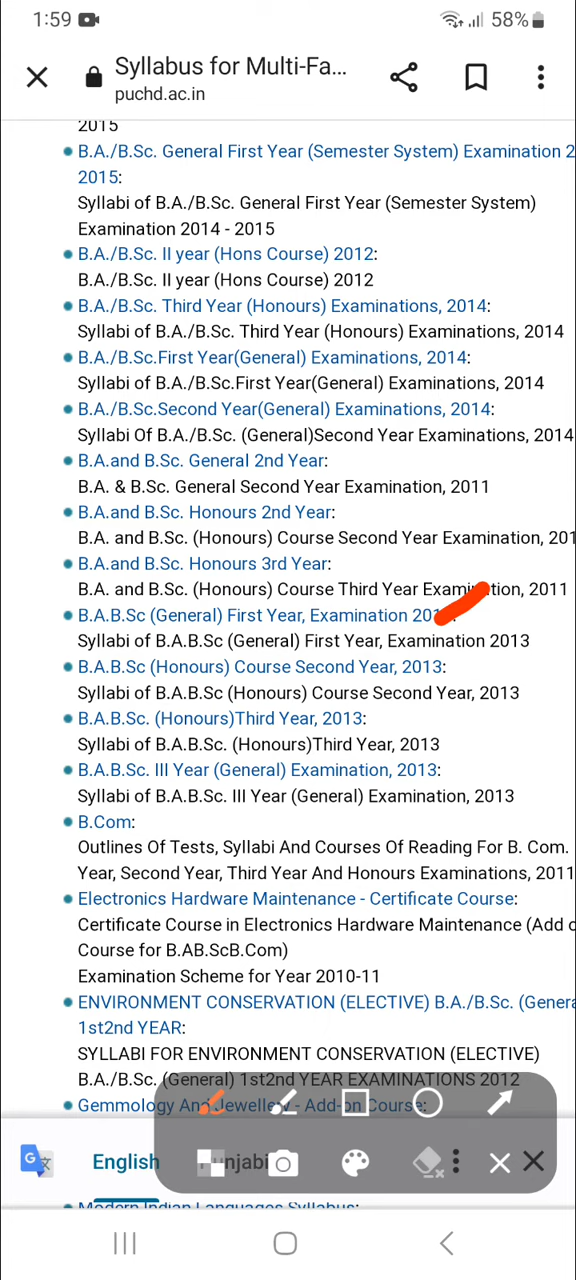 1:59 58%
Syllabus for Multi-Fa...
puchd.ac.in
2015
B.A./B.Sc. General First Year (Semester System) Examination 2
2015:
Syllabi of B.A./B.Sc. General First Year (Semester System)
Examination 2014 - 2015
B.A./B.Sc. II year (Hons Course) 2012:
B.A./B.Sc. II year (Hons Course) 2012
B.A./B.Sc. Third Year (Honours) Examinations, 2014:
Syllabi of B.A./B.Sc. Third Year (Honours) Examinations, 2014
B.A./B.Sc.First Year(General) Examinations, 2014:
Syllabi of B.A./B.Sc.First Year(General) Examinations, 2014
B.A./B.Sc.Second Year(General) Examinations, 2014:
Syllabi Of B.A./B.Sc. (General)Second Year Examinations, 2014
B.A.and B.Sc. General 2nd Year:
B.A. & B.Sc. General Second Year Examination, 2011
B.A.and B.Sc. Honours 2nd Year:
B.A. and B.Sc. (Honours) Course Second Year Examination, 201
B.A.and B.Sc. Honours 3rd Year:
B.A. and B.Sc. (Honours) Course Third Year Examination, 2011
B.A.B.Sc (General) First Year, Examination
Syllabi of B.A.B.Sc (General) First Year, Examination 2013
B.A.B.Sc (Honours) Course Second Year, 2013:
Syllabi of B.A.B.Sc (Honours) Course Second Year, 2013
B.A.B.Sc. (Honours)Third Year, 2013:
Syllabi of B.A.B.Sc. (Honours)Third Year, 2013
B.A.B.Sc. III Year (General) Examination, 2013:
Syllabi of B.A.B.Sc. III Year (General) Examination, 2013
B.Com:
Outlines Of Tests, Syllabi And Courses Of Reading For B. Com.
Year, Second Year, Third Year And Honours Examinations, 2011
Electronics Hardware Maintenance - Certificate Course:
Certificate Course in Electronics Hardware Maintenance (Add o
Course for B.AB.ScB.Com)
Examination Scheme for Year 2010-11
ENVIRONMENT CONSERVATION (ELECTIVE) B.A./B.Sc. (Genera
1st2nd YEAR:
SYLLABI FOR ENVIRONMENT CONSERVATION (ELECTIVE)
B.A./B.Sc. (General) 1st2nd YEAR EXAMINATIONS 2012
Gemmology And Jewellery - Add-on Course:
English Punjabi
Modern Indian Languages Syllabus: